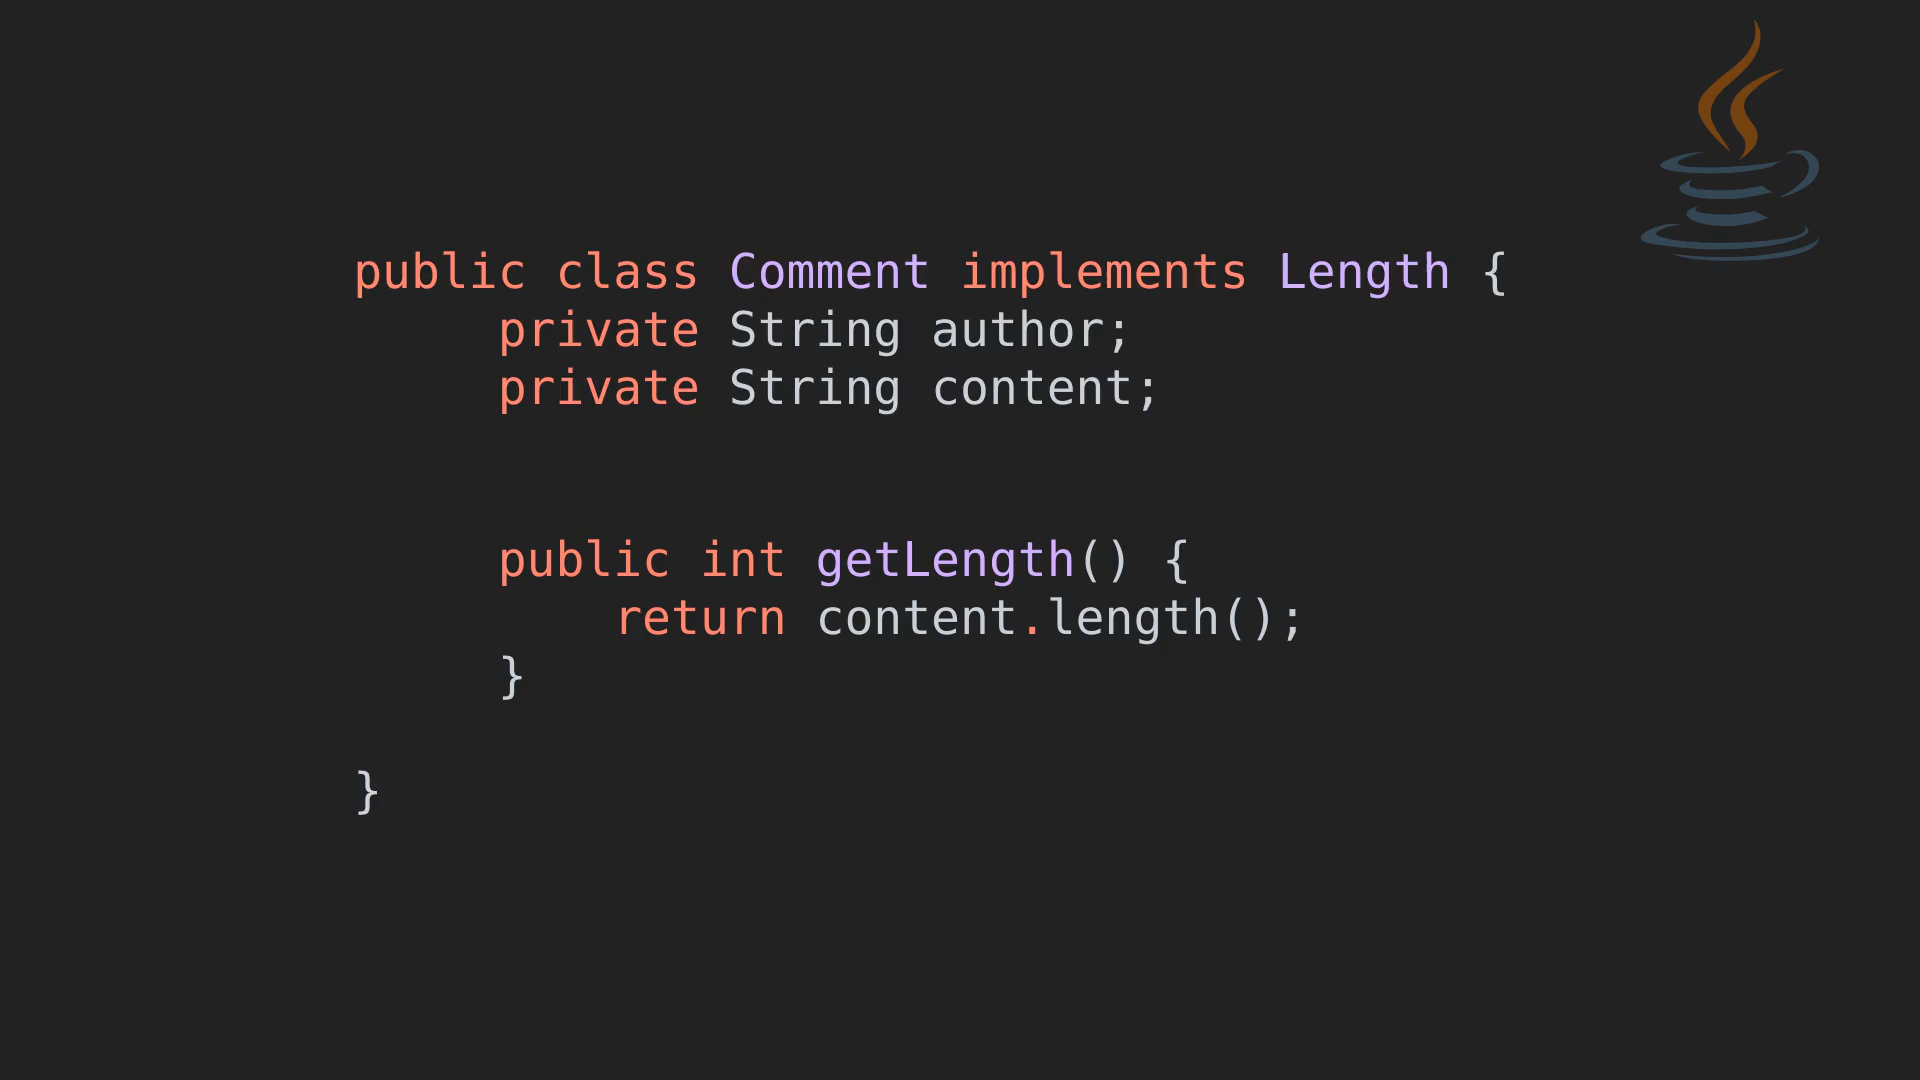 public class Comment implements Length {
private String author;
private String content;
public int getLength() {
return content.length();
}
}